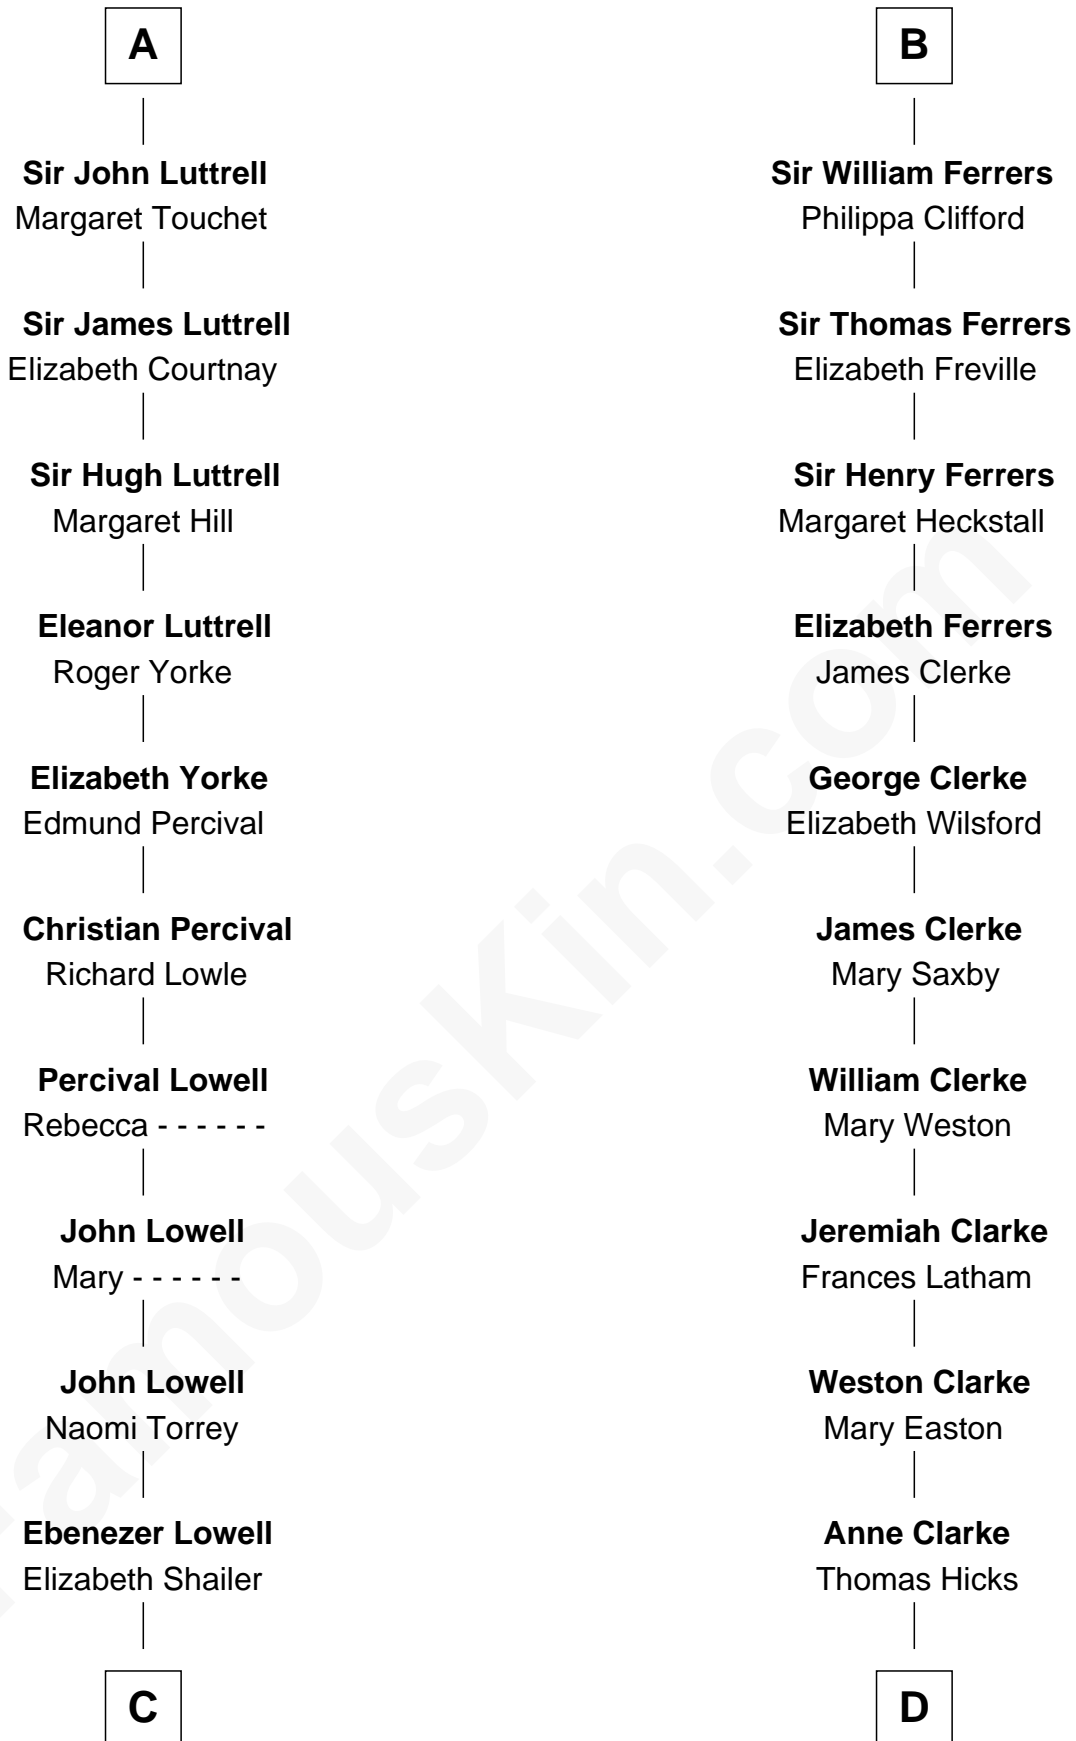 A
Sir John Luttrell
Margaret Touchet
Sir James Luttrell
Elizabeth Courtnay
Sir Hugh Luttrell
Margaret Hill
Eleanor Luttrell
Roger Yorke
Elizabeth Yorke
Edmund Percival
Christian Percival
Richard Lowle
Percival Lowell
Rebecca - - - - - -
John Lowell
Mary - - - - - -
John Lowell
Naomi Torrey
Ebenezer Lowell
Elizabeth Shailer
C
B
Sir William Ferrers
Philippa Clifford
Sir Thomas Ferrers
Elizabeth Freville
Sir Henry Ferrers
Margaret Heckstall
Elizabeth Ferrers
James Clerke
George Clerke
Elizabeth Wilsford
James Clerke
Mary Saxby
William Clerke
Mary Weston
Jeremiah Clarke
Frances Latham
Weston Clarke
Mary Easton
Anne Clarke
Thomas Hicks
D
FamousKin.com